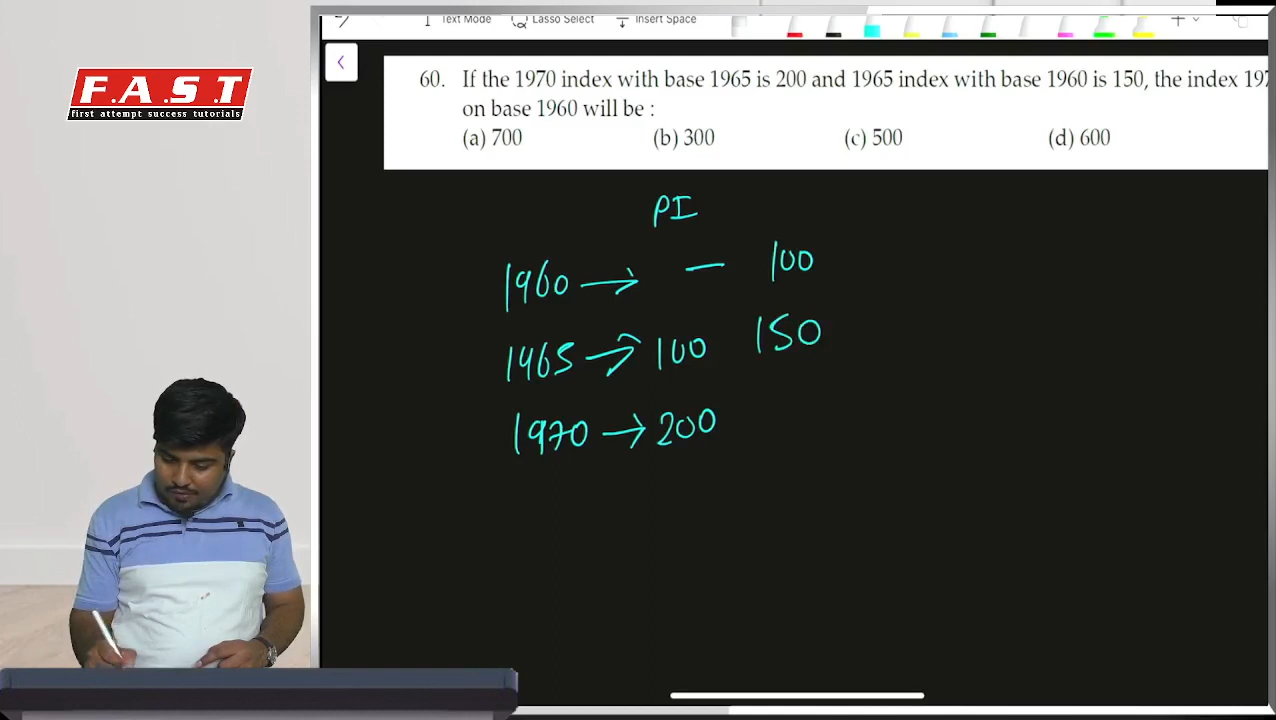 Text Mode Lasso Select Insert Space
F.A.S.T
first attempt success tutorials
60. If the 1970 index with base 1965 is 200 and 1965 index with base 1960 is 150, the index 197
on base 1960 will be :
(a) 700 (b) 300 (c) 500 (d) 600
PI
1960 → — 100
1965 → 100 150
1970 → 200